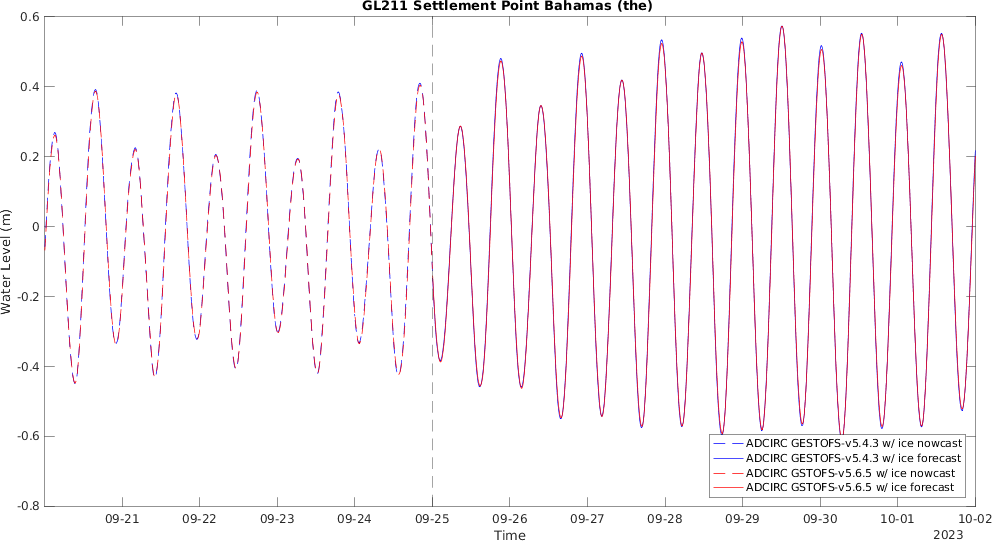 GL211 Settlement Point Bahamas (the)
0.6
0.4
0.2
0
-0.2
-0.4
-0.6
-0.8
Water Level (m)
ADCIRC GESTOFS-v5.4.3 w/ ice nowcast
ADCIRC GESTOFS-v5.4.3 w/ ice forecast
ADCIRC GSTOFS-v5.6.5 w/ ice nowcast
ADCIRC GSTOFS-v5.6.5 w/ ice forecast
09-21 09-22 09-23 09-24 09-25 09-26 09-27 09-28 09-29 09-30 10-01 10-02
Time
2023